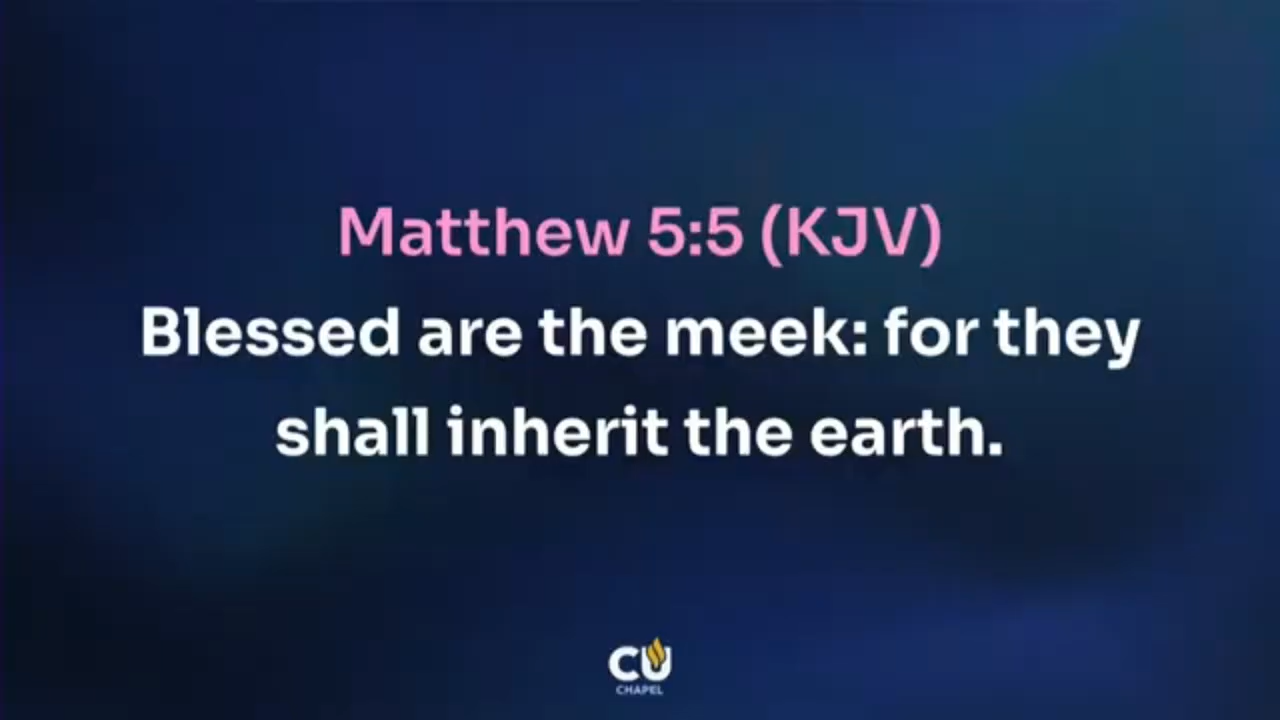 Matthew 5:5 (KJV)
Blessed are the meek: for they
shall inherit the earth.
CU
CHAPEL